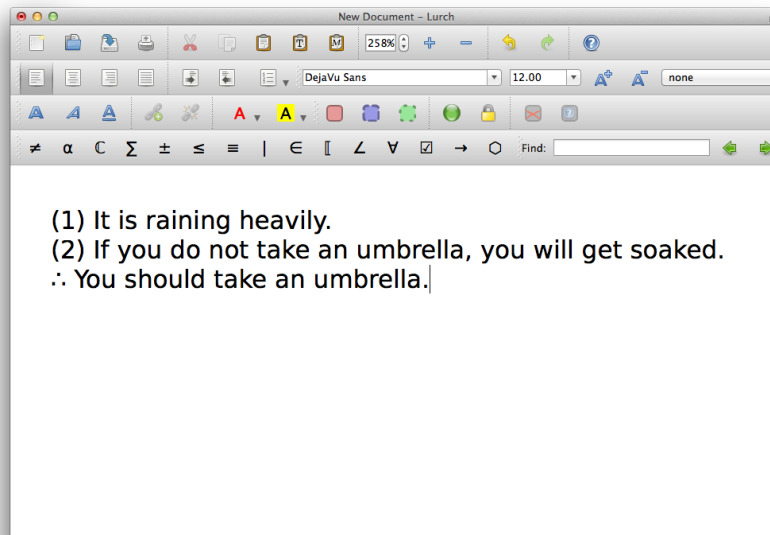 New Document – Lurch
258%
DejaVu Sans
12.00
none
A A A A A A A
≠ α ℂ Σ ± ≤ ≡ | ∈ ⟦ ∠ ∀ ☑ → ⬡ Find:
(1) It is raining heavily.
(2) If you do not take an umbrella, you will get soaked.
∴ You should take an umbrella.